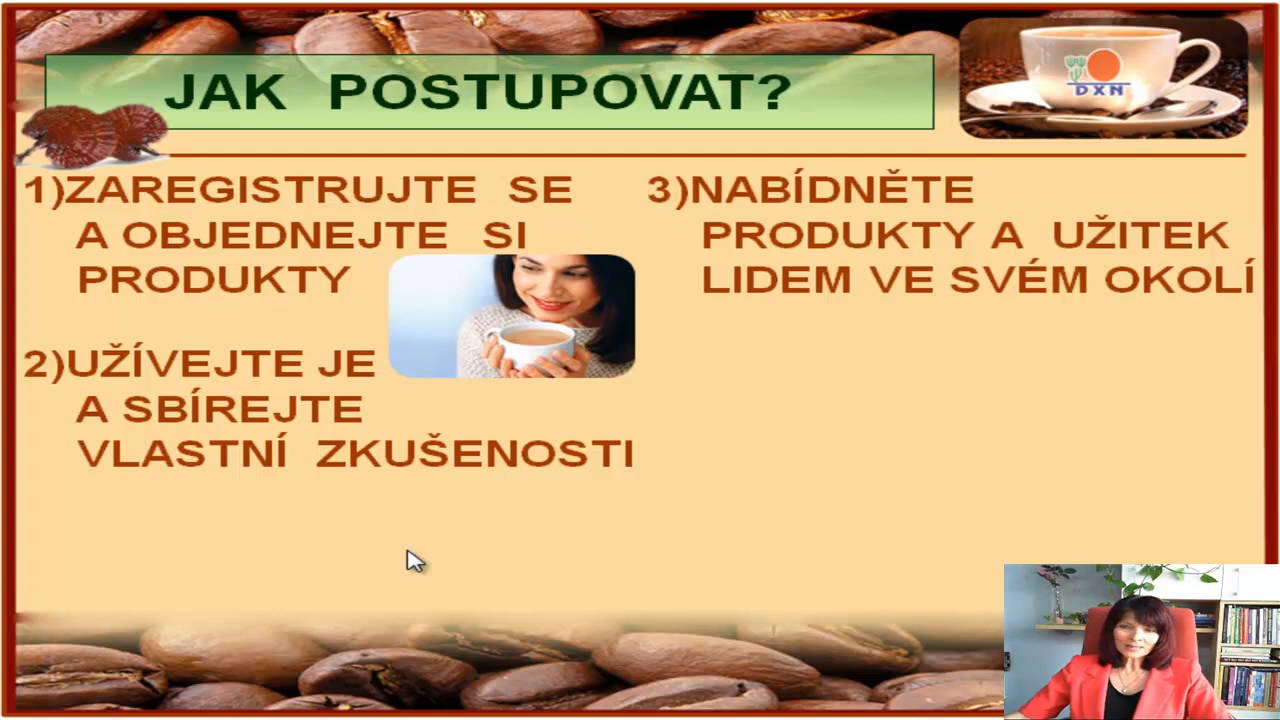 JAK POSTUPOVAT?
DXN
1)ZAREGISTRUJTE SE
A OBJEDNEJTE SI
PRODUKTY
2)UŽÍVEJTE JE
A SBÍREJTE
VLASTNÍ ZKUŠENOSTI
3)NABÍDNĚTE
PRODUKTY A UŽITEK
LIDEM VE SVÉM OKOLÍ